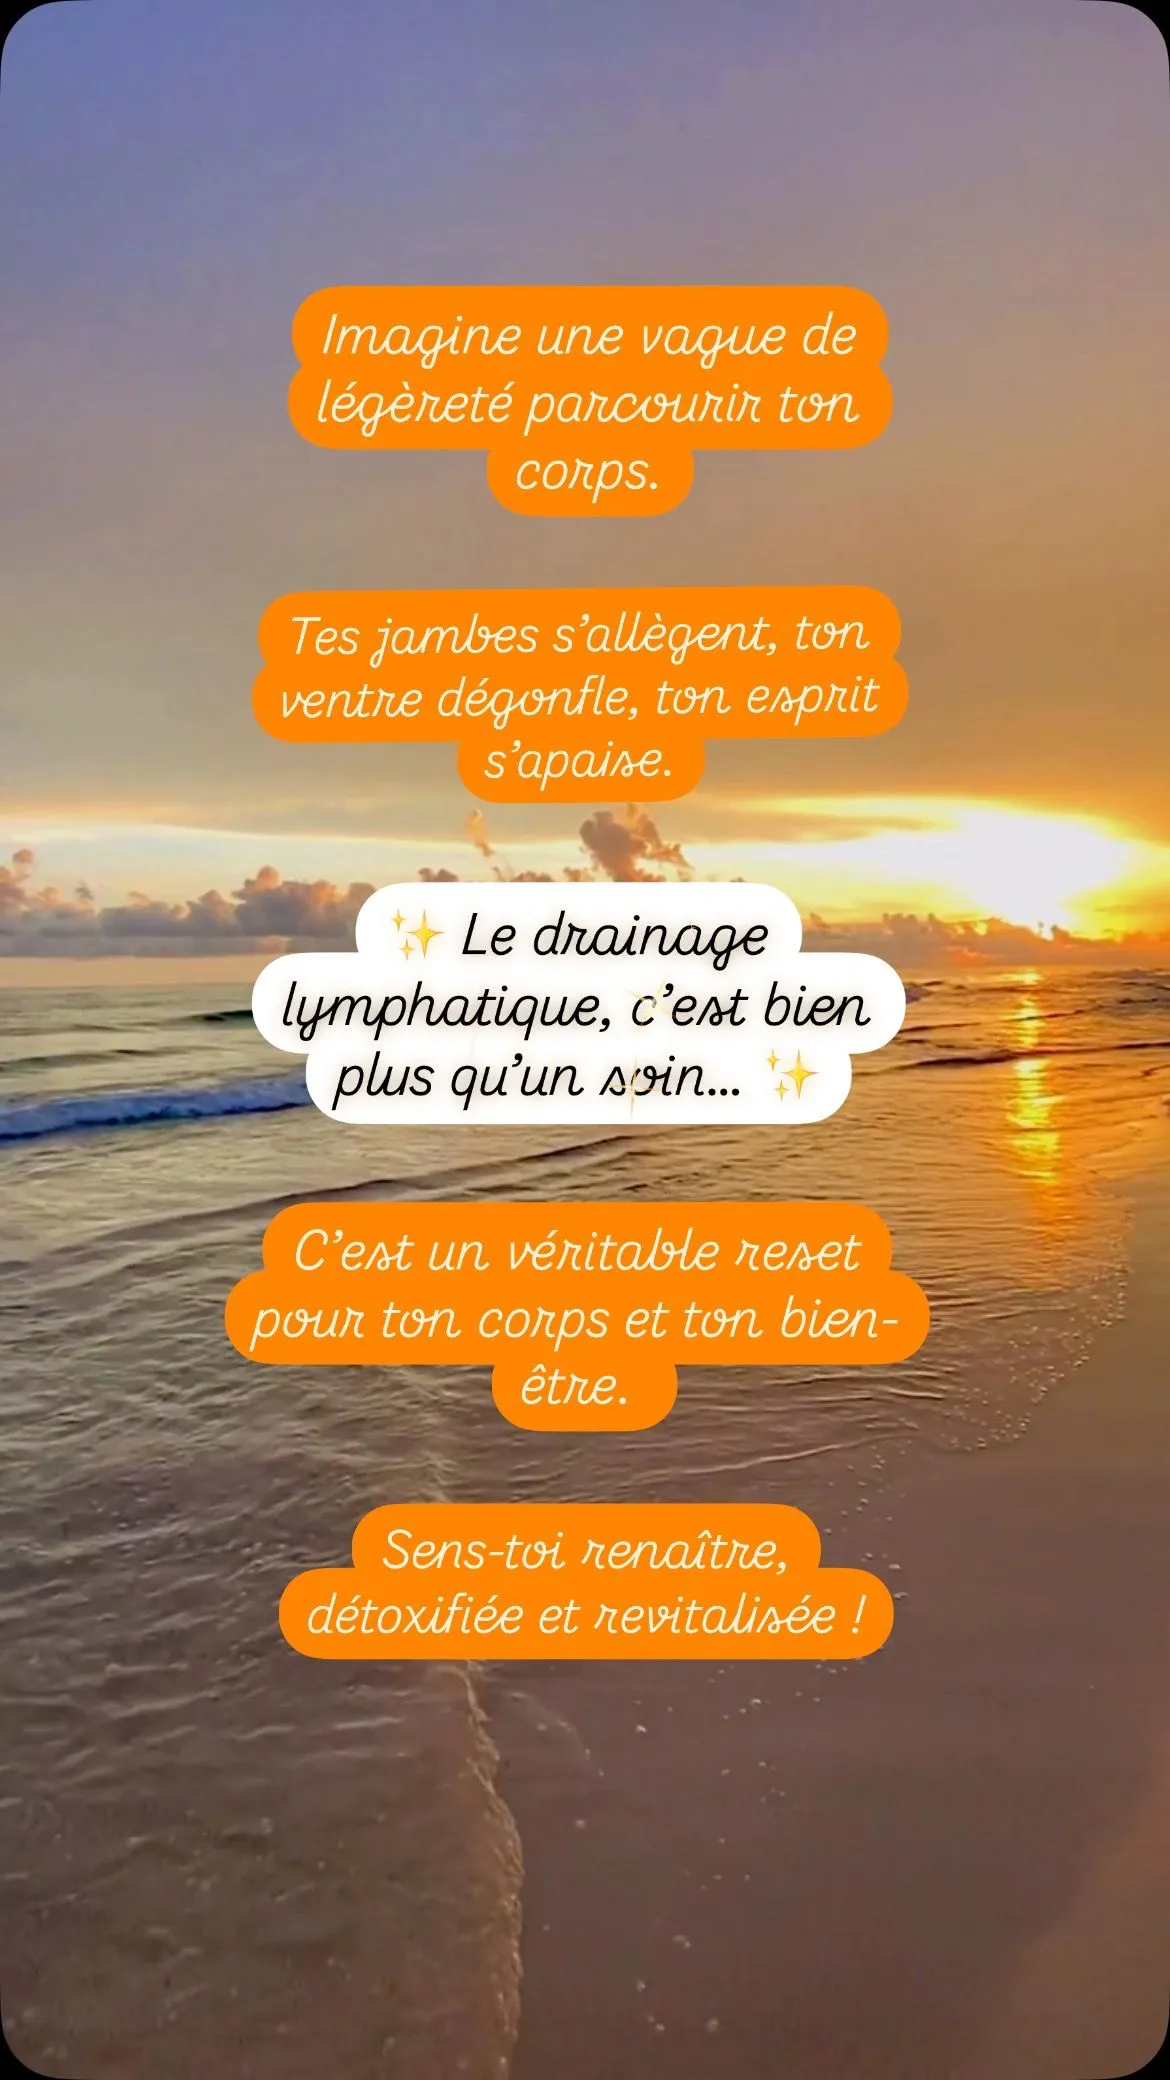 Imagine une vague de
légèreté parcourir ton
corps.
Tes jambes s’allègent, ton
ventre dégonfle, ton esprit
s’apaise.
✨ Le drainage
lymphatique, c’est bien
plus qu’un soin... ✨
C’est un véritable reset
pour ton corps et ton bien-
être.
Sens-toi renaître,
détoxifiée et revitalisée !